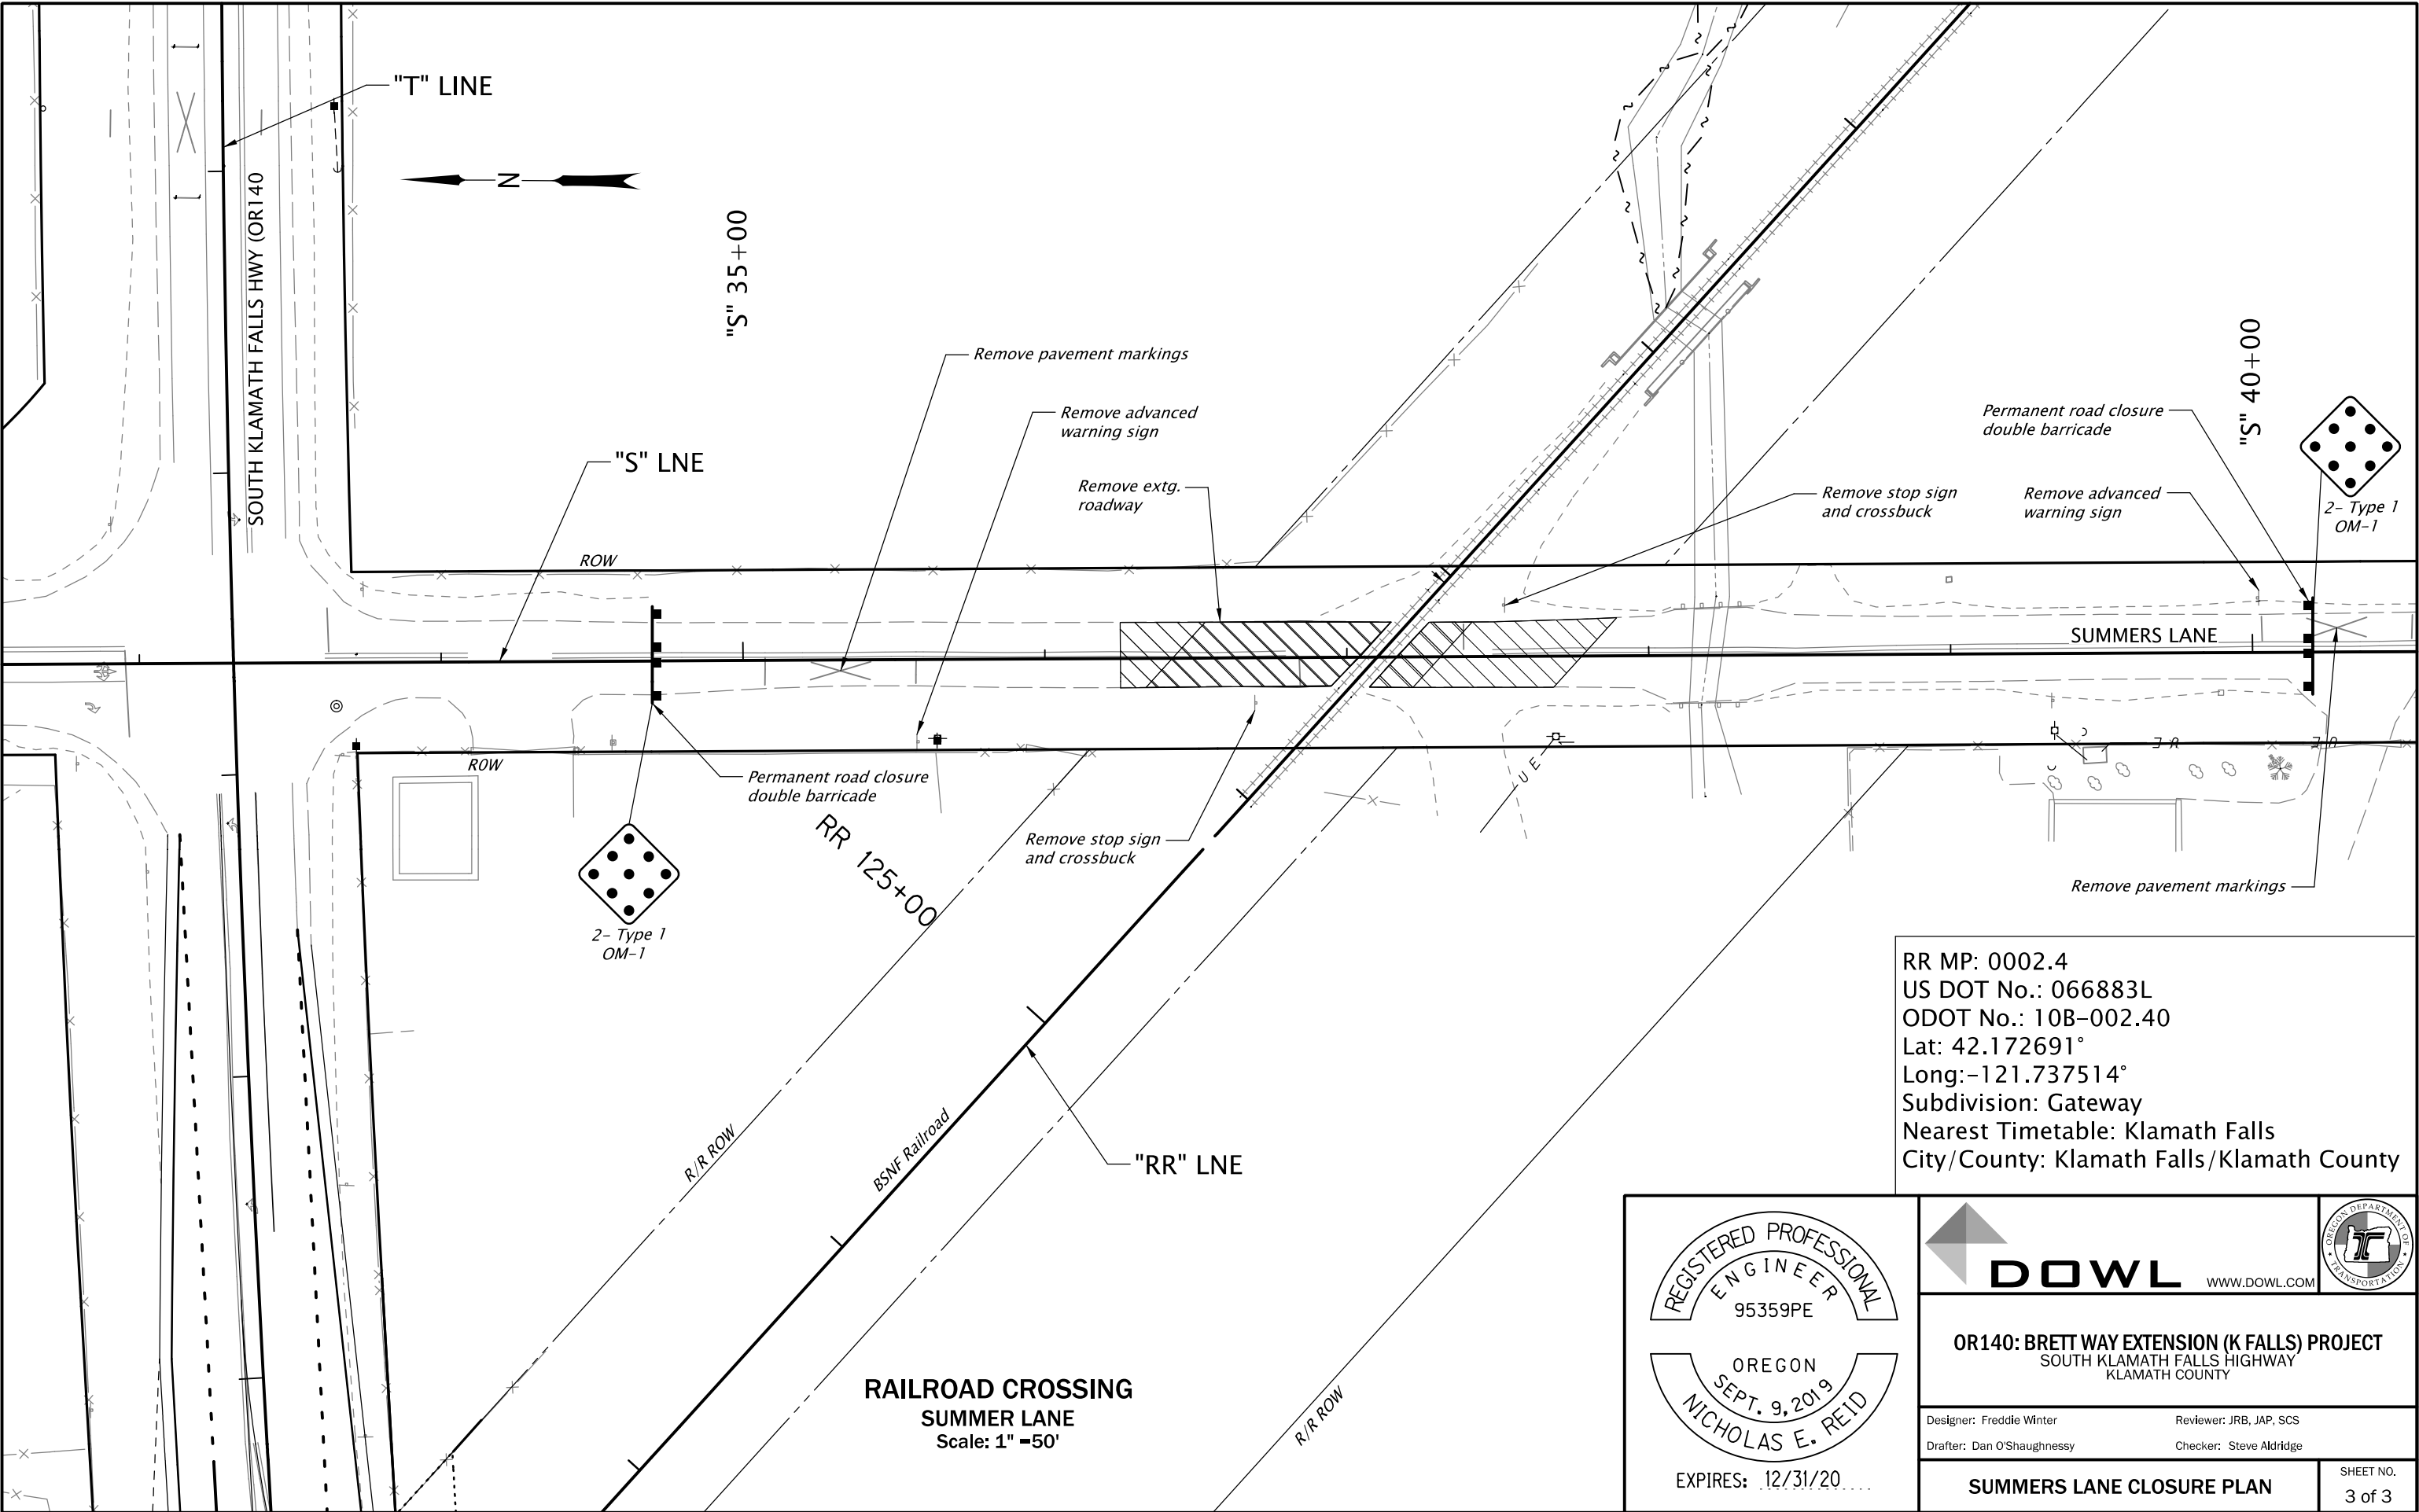 "T" LINE
SOUTH KLAMATH FALLS HWY (OR140
N
"S" 35+00
"S" LNE
Remove pavement markings
Remove advanced
warning sign
Remove extg.
roadway
ROW
Remove stop sign
and crossbuck
Permanent road closure
double barricade
Remove advanced
warning sign
"S" 40+00
2- Type 1
OM-1
SUMMERS LANE
ROW
Permanent road closure
double barricade
2- Type 1
OM-1
RR 125+00
Remove stop sign
and crossbuck
U E
Remove pavement markings
R/R ROW
BSNF Railroad
"RR" LNE
R/R ROW
RR MP: 0002.4
US DOT No.: 066883L
ODOT No.: 10B-002.40
Lat: 42.172691°
Long:-121.737514°
Subdivision: Gateway
Nearest Timetable: Klamath Falls
City/County: Klamath Falls/Klamath County
RAILROAD CROSSING
SUMMER LANE
Scale: 1" =50'
REGISTERED PROFESSIONAL
ENGINEER
95359PE
OREGON
SEPT. 9, 2019
NICHOLAS E. REID
EXPIRES: 12/31/20
DOWL
WWW.DOWL.COM
OREGON DEPARTMENT OF
TRANSPORTATION
OR140: BRETT WAY EXTENSION (K FALLS) PROJECT
SOUTH KLAMATH FALLS HIGHWAY
KLAMATH COUNTY
Designer: Freddie Winter
Reviewer: JRB, JAP, SCS
Drafter: Dan O'Shaughnessy
Checker: Steve Aldridge
SUMMERS LANE CLOSURE PLAN
SHEET NO.
3 of 3